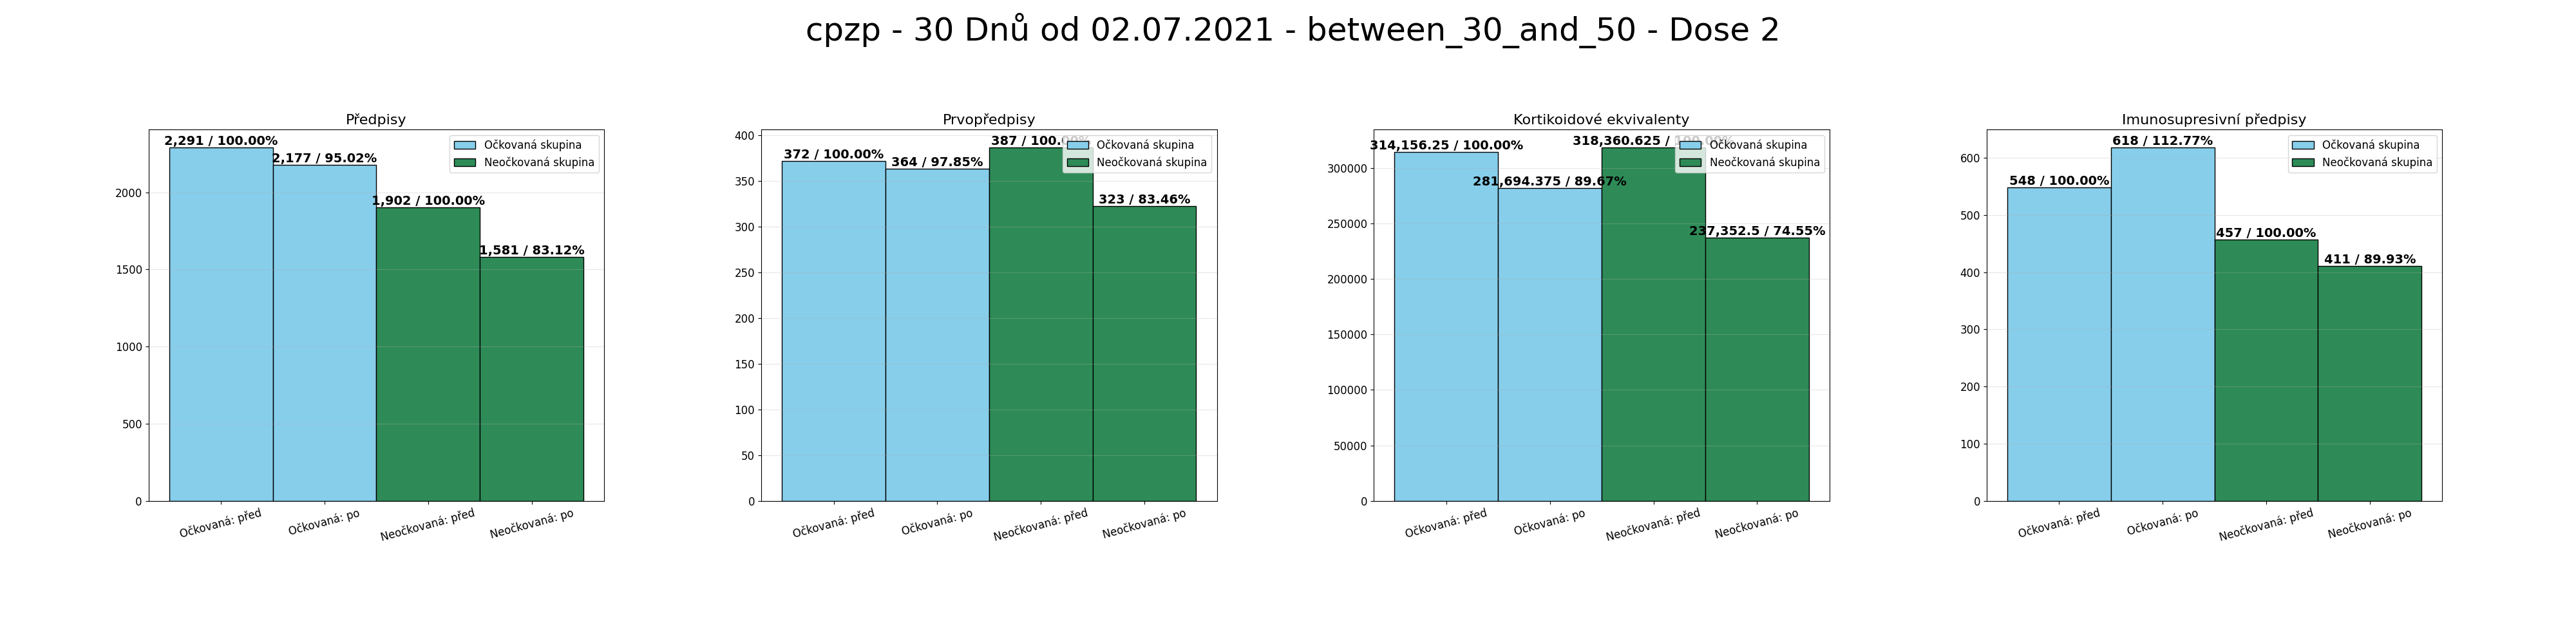 cpzp - 30 Dnů od 02.07.2021 - between_30_and_50 - Dose 2
Předpisy
2,291 / 100.00%
2,177 / 95.02%
1,902 / 100.00%
1,581 / 83.12%
Očkovaná skupina
Neočkovaná skupina
2000
1500
1000
500
0
Očkovaná: před
Očkovaná: po
Neočkovaná: před
Neočkovaná: po
Prvopředpisy
372 / 100.00%
364 / 97.85%
387 / 100.00%
323 / 83.46%
Očkovaná skupina
Neočkovaná skupina
400
350
300
250
200
150
100
50
0
Očkovaná: před
Očkovaná: po
Neočkovaná: před
Neočkovaná: po
Kortikoidové ekvivalenty
314,156.25 / 100.00%
281,694.375 / 89.67%
318,360.625 / 100.00%
237,352.5 / 74.55%
Očkovaná skupina
Neočkovaná skupina
300000
250000
200000
150000
100000
50000
0
Očkovaná: před
Očkovaná: po
Neočkovaná: před
Neočkovaná: po
Imunosupresivní předpisy
548 / 100.00%
618 / 112.77%
457 / 100.00%
411 / 89.93%
Očkovaná skupina
Neočkovaná skupina
600
500
400
300
200
100
0
Očkovaná: před
Očkovaná: po
Neočkovaná: před
Neočkovaná: po